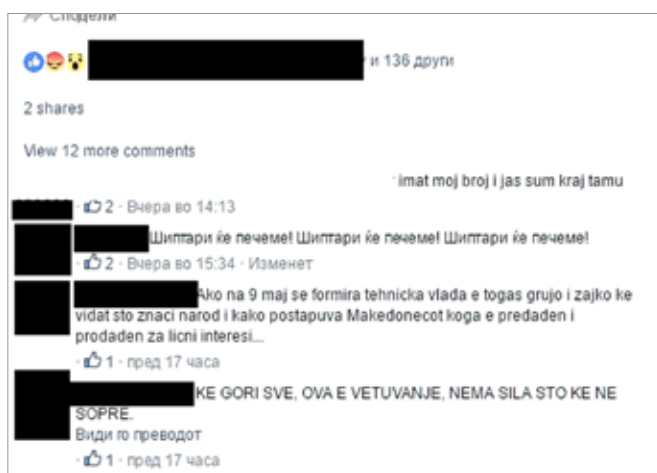 Сподели
и 136 други
2 shares
View 12 more comments
imat moj broj i jas sum kraj tamu
2 · Вчера во 14:13
Шиптари ќе печеме! Шиптари ќе печеме! Шиптари ќе печеме!
2 · Вчера во 15:34 · Изменет
Ako na 9 maj se formira tehnicka vlada e togas grujo i zajko ke
vidat sto znaci narod i kako postapuva Makedonecot koga e predaden i
prodaden za licni interesi...
1 · пред 17 часа
KE GORI SVE, OVA E VETUVANJE, NEMA SILA STO KE NE
SOPRE.
Види го преводот
1 · пред 17 часа